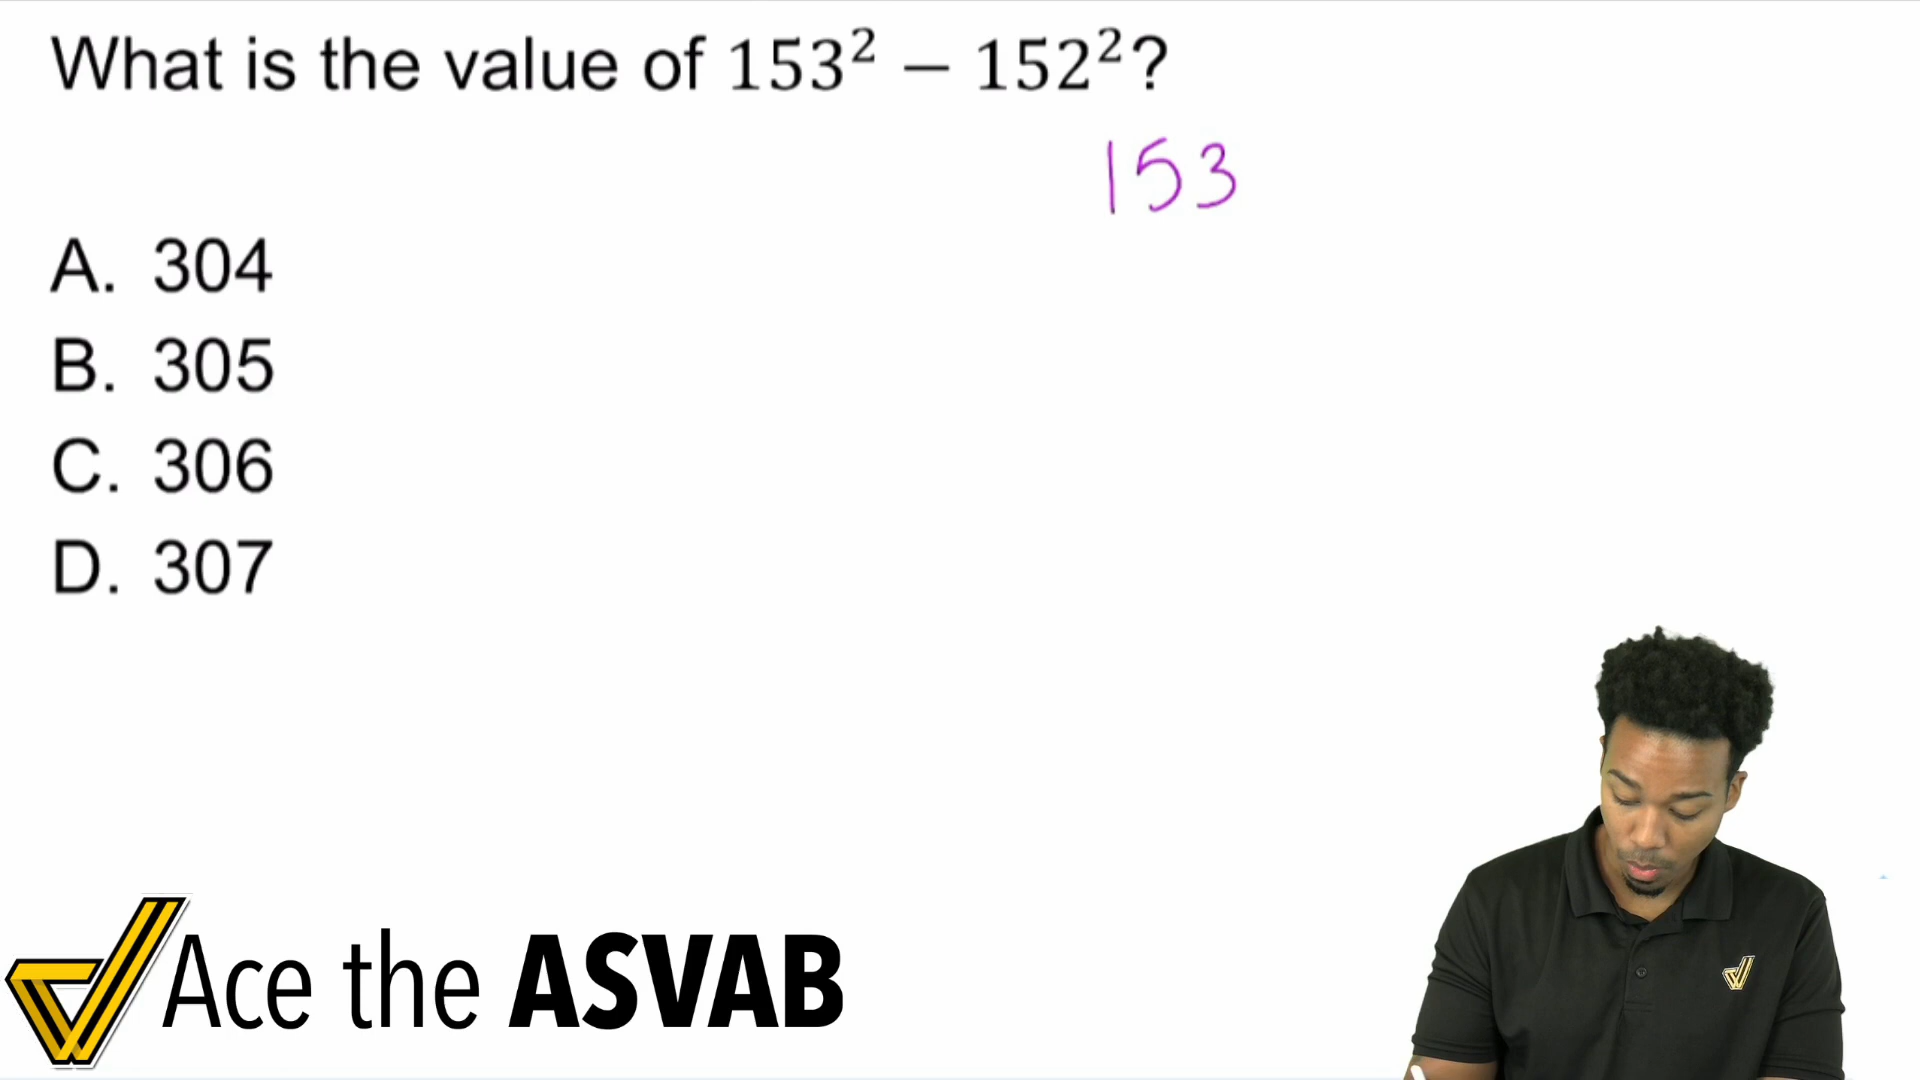 What is the value of 153² − 152²?
153
A. 304
B. 305
C. 306
D. 307
Ace the ASVAB